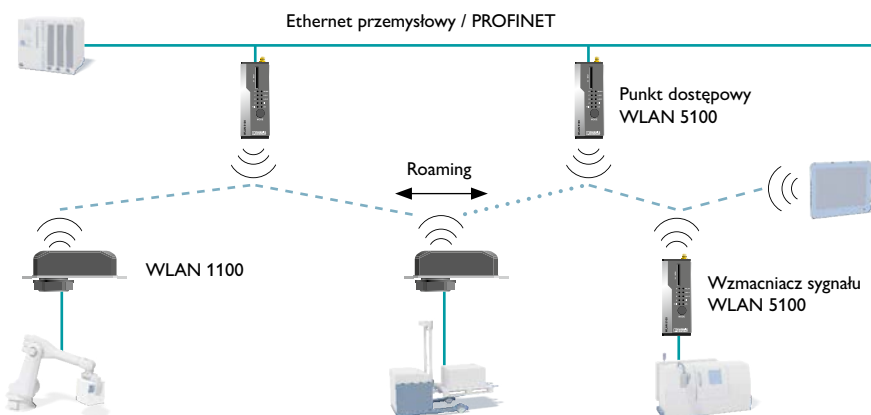 Ethernet przemysłowy / PROFINET
Punkt dostępowy
WLAN 5100
Roaming
WLAN 1100
Wzmacniacz sygnału
WLAN 5100